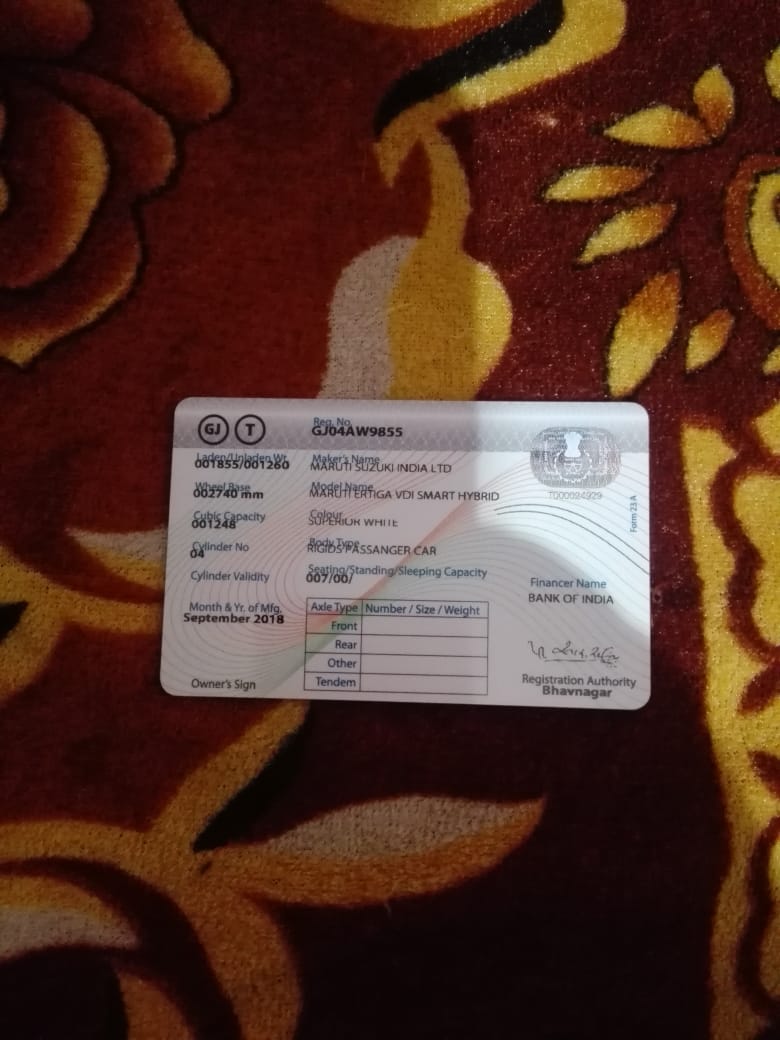 GJ T Reg. No.
GJ04AW9855
Laden/Unladen Wt.
001855/001260
Maker's Name
MARUTI SUZUKI INDIA LTD
Wheel Base
002740 mm
Model Name
MARUTI ERTIGA VDI SMART HYBRID
T000024929
Cubic Capacity
001248
Colour
SUPERIOR WHITE
Form 23 A
Cylinder No
04
Body Type
RIGIDS/PASSANGER CAR
Cylinder Validity
Seating/Standing/Sleeping Capacity
007/00/
Financer Name
BANK OF INDIA
Month & Yr. of Mfg.
September 2018
Axle Type Number / Size / Weight
Front
Rear
Other
Tendem
Owner's Sign
Registration Authority
Bhavnagar